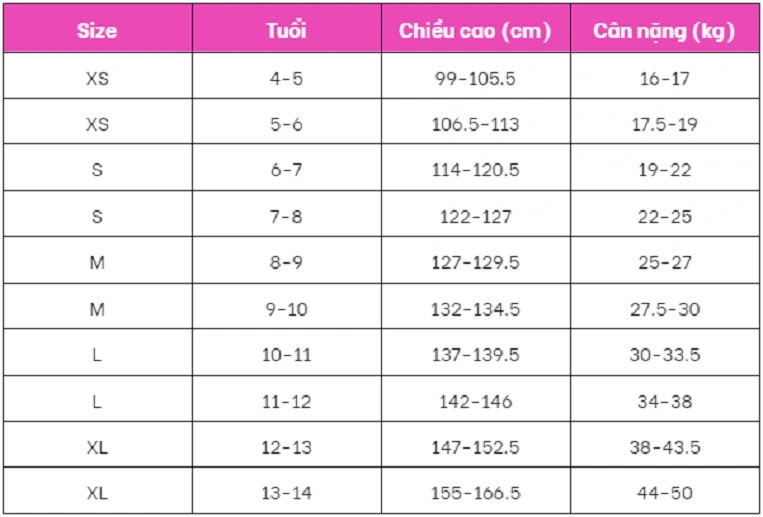 Size Tuổi Chiều cao (cm) Cân nặng (kg)
XS 4-5 99-105.5 16-17
XS 5-6 106.5-113 17.5-19
S 6-7 114-120.5 19-22
S 7-8 122-127 22-25
M 8-9 127-129.5 25-27
M 9-10 132-134.5 27.5-30
L 10-11 137-139.5 30-33.5
L 11-12 142-146 34-38
XL 12-13 147-152.5 38-43.5
XL 13-14 155-166.5 44-50